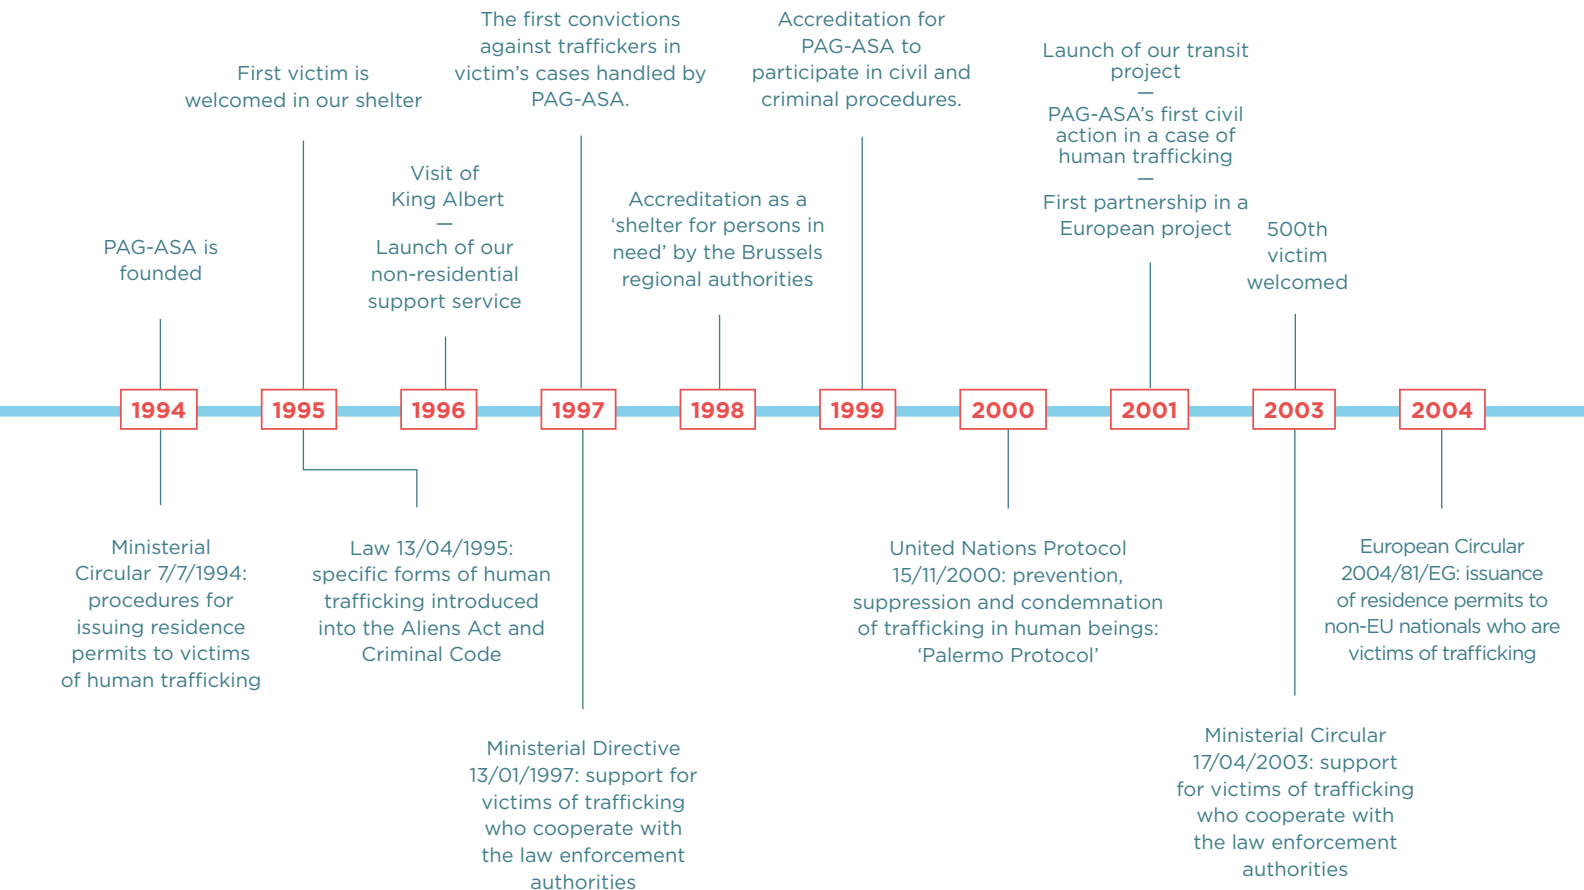 PAG-ASA is
founded
First victim is
welcomed in our shelter
Visit of
King Albert
—
Launch of our
non-residential
support service
The first convictions
against traffickers in
victim’s cases handled by
PAG-ASA.
Accreditation as a
‘shelter for persons in
need’ by the Brussels
regional authorities
Accreditation for
PAG-ASA to
participate in civil and
criminal procedures.
Launch of our transit
project
—
PAG-ASA’s first civil
action in a case of
human trafficking
—
First partnership in a
European project
500th
victim
welcomed
1994
1995
1996
1997
1998
1999
2000
2001
2003
2004
Ministerial
Circular 7/7/1994:
procedures for
issuing residence
permits to victims
of human trafficking
Law 13/04/1995:
specific forms of human
trafficking introduced
into the Aliens Act and
Criminal Code
Ministerial Directive
13/01/1997: support for
victims of trafficking
who cooperate with
the law enforcement
authorities
United Nations Protocol
15/11/2000: prevention,
suppression and condemnation
of trafficking in human beings:
‘Palermo Protocol’
Ministerial Circular
17/04/2003: support
for victims of trafficking
who cooperate with
the law enforcement
authorities
European Circular
2004/81/EG: issuance
of residence permits to
non-EU nationals who are
victims of trafficking